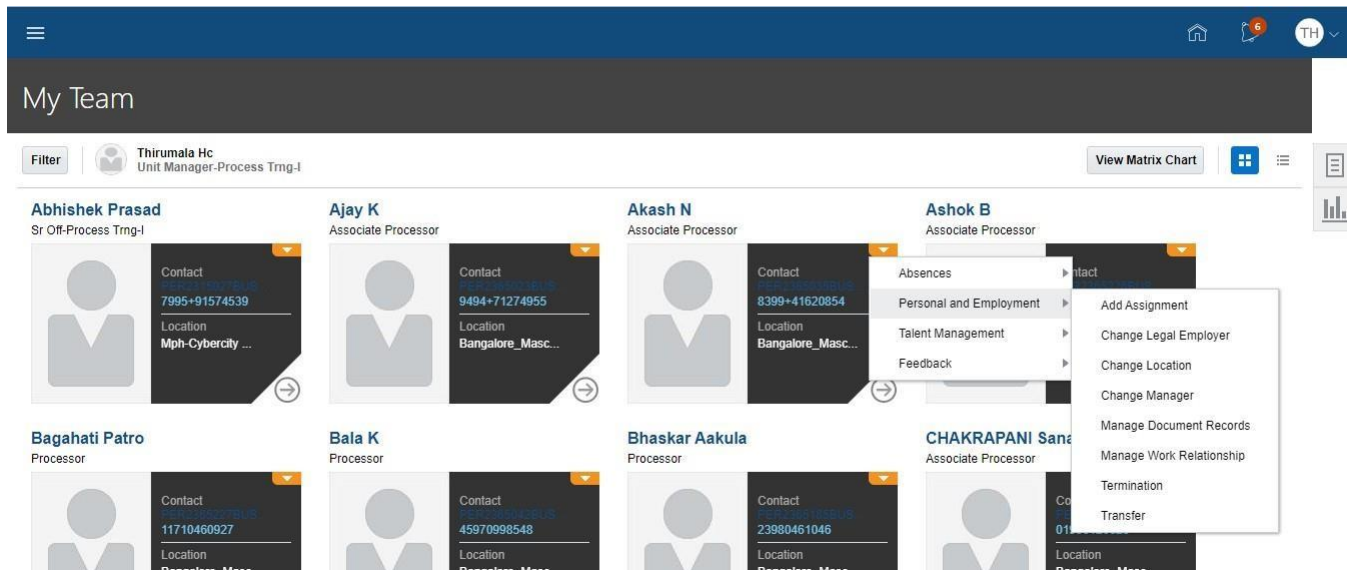 6
TH
My Team
Filter
Thirumala Hc
Unit Manager-Process Trng-I
View Matrix Chart
Abhishek Prasad
Sr Off-Process Trng-I
Contact
7995+91574539
Location
Mph-Cybercity ...
Ajay K
Associate Processor
Contact
9494+71274955
Location
Bangalore_Masc...
Akash N
Associate Processor
Contact
8399+41620854
Location
Bangalore_Masc...
Ashok B
Associate Processor
ntact
Absences
Personal and Employment
Talent Management
Feedback
Add Assignment
Change Legal Employer
Change Location
Change Manager
Manage Document Records
Manage Work Relationship
Termination
Transfer
Bagahati Patro
Processor
Contact
11710460927
Location
Bala K
Processor
Contact
45970998548
Location
Bhaskar Aakula
Processor
Contact
23980461046
Location
CHAKRAPANI Sana
Associate Processor
Co
Location